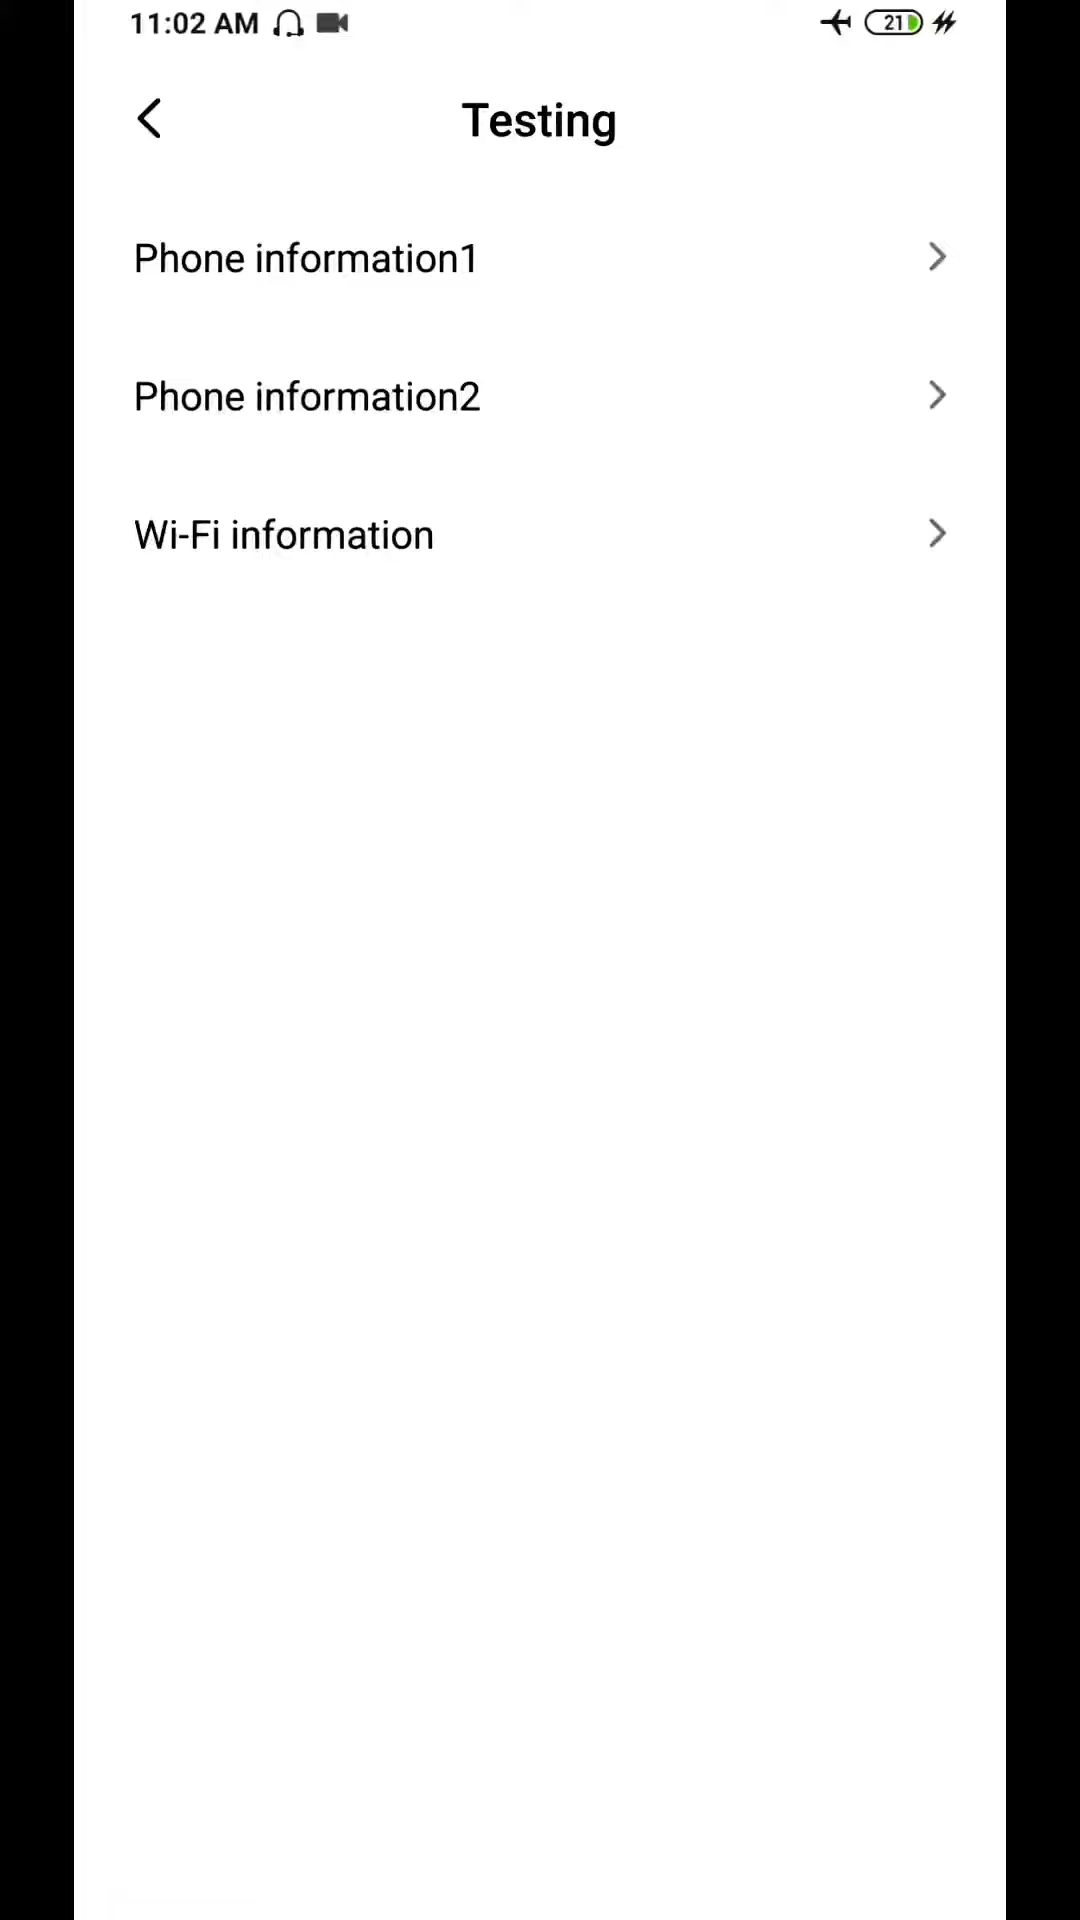 11:02 AM 21
Testing
Phone information1
Phone information2
Wi-Fi information